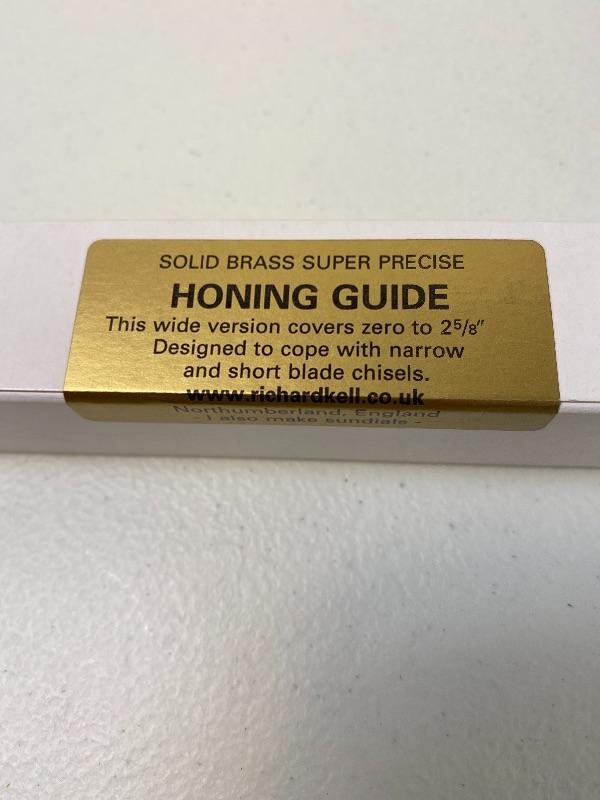 SOLID BRASS SUPER PRECISE
HONING GUIDE
This wide version covers zero to 2⁵/₈"
Designed to cope with narrow
and short blade chisels.
www.richardkell.co.uk
Northumberland, England
- I also make sundials -